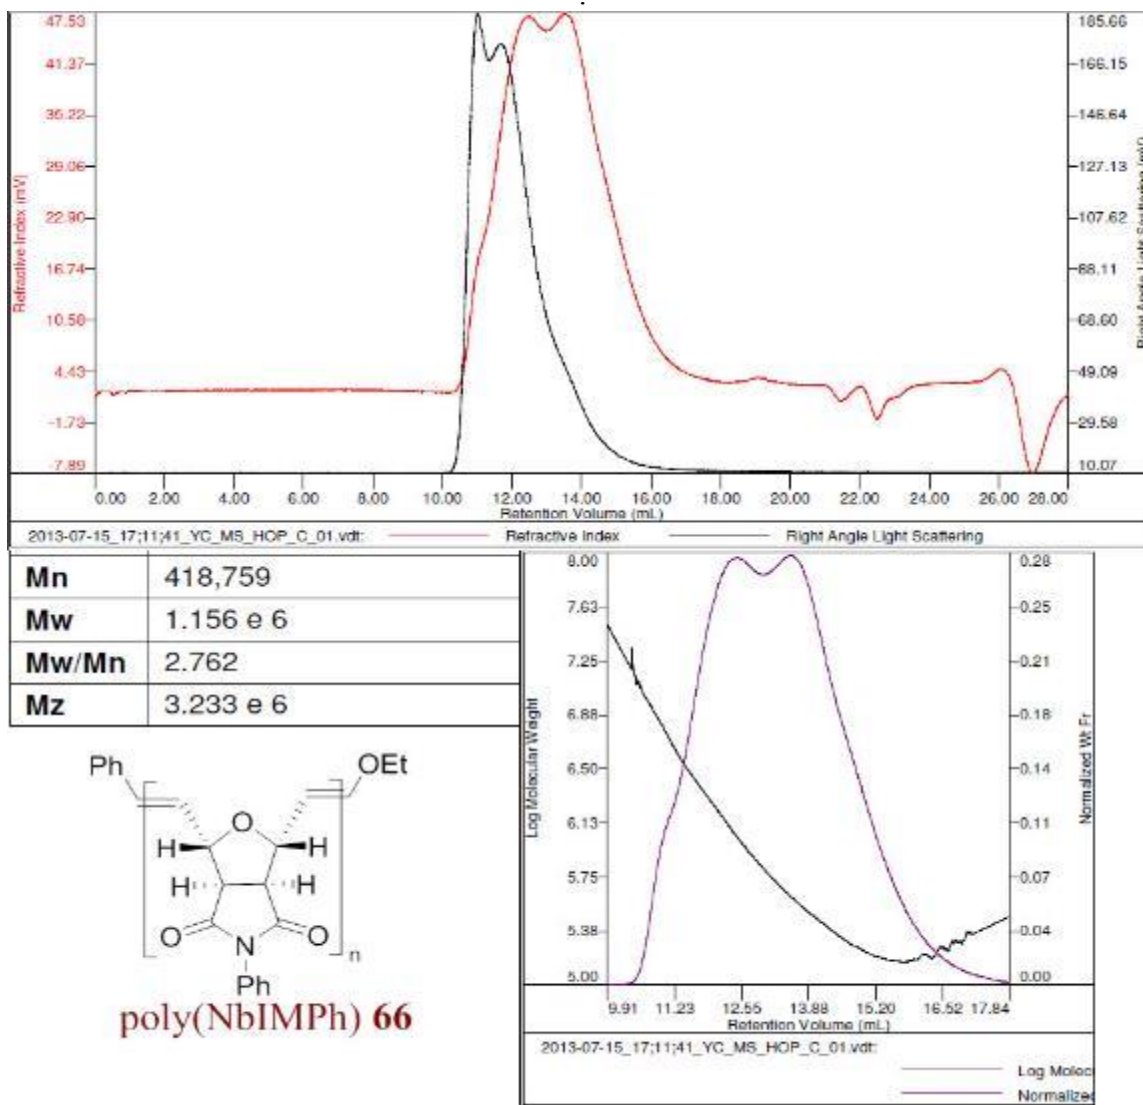 47.53
41.37
35.22
29.06
22.90
16.74
10.58
4.43
-1.73
-7.89
Refractive Index (mV)
185.66
166.15
146.64
127.13
107.62
88.11
68.60
49.09
29.58
10.07
Right Angle Light Scattering (mV)
0.00 2.00 4.00 6.00 8.00 10.00 12.00 14.00 16.00 18.00 20.00 22.00 24.00 26.00 28.00
Retention Volume (mL)
2013-07-15_17;11;41_YC_MS_HOP_C_01.vdt: Refractive Index Right Angle Light Scattering
Mn 418,759
Mw 1.156 e 6
Mw/Mn 2.762
Mz 3.233 e 6
Ph OEt
O
H H
H H
O N O
n
Ph
poly(NbIMPh) 66
8.00
7.63
7.25
6.88
6.50
6.13
5.75
5.38
5.00
Log Molecular Weight
0.28
0.25
0.21
0.18
0.14
0.11
0.07
0.04
0.00
Normalized Wt Fr
9.91 11.23 12.55 13.88 15.20 16.52 17.84
Retention Volume (mL)
2013-07-15_17;11;41_YC_MS_HOP_C_01.vdt:
Log Molec
Normalized